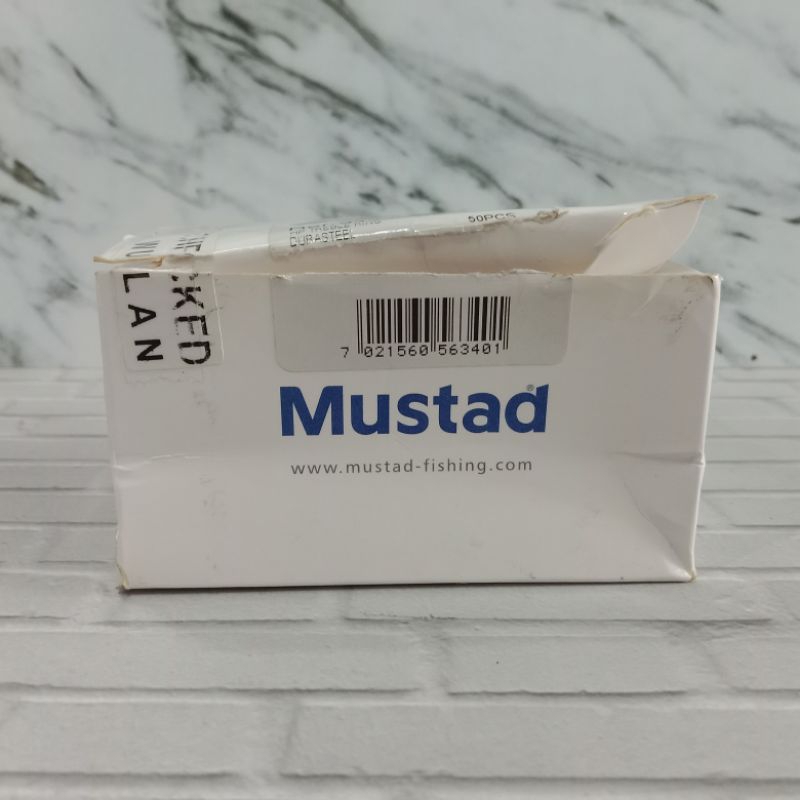 50PCS
DURASTEEL
CKED
LAN
7 021560 563401
Mustad®
www.mustad-fishing.com